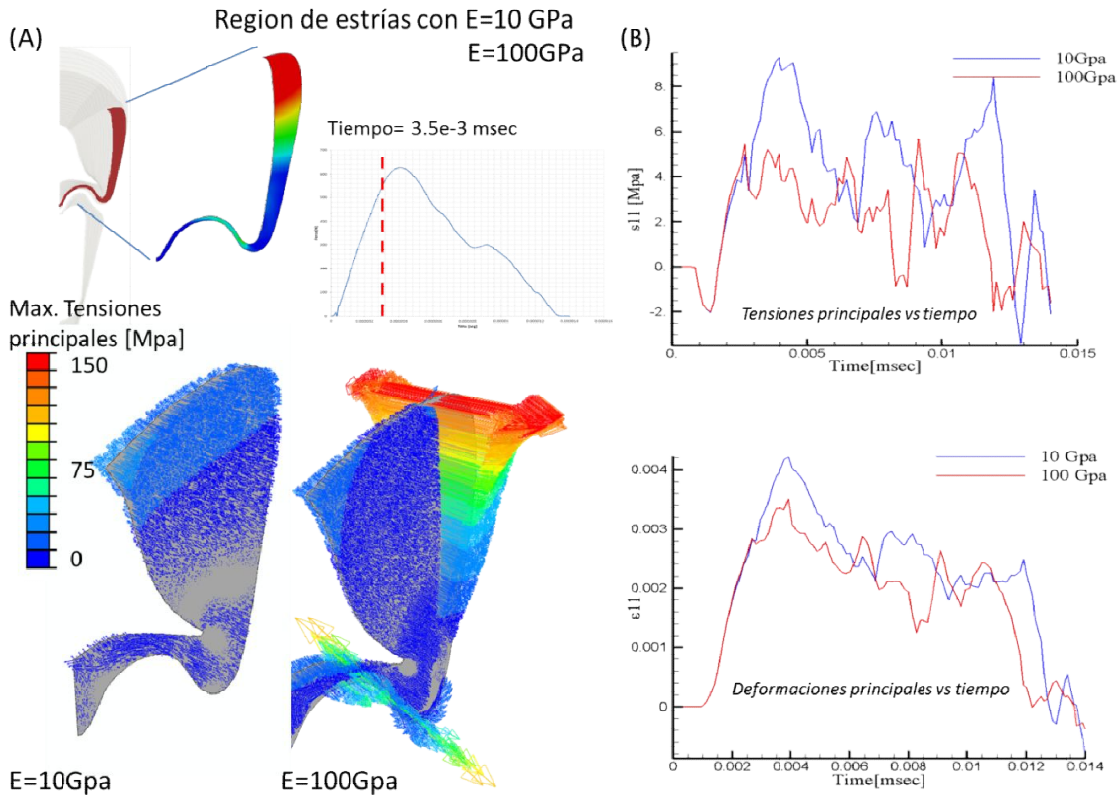 Region de estrías con E=10 GPa
E=100GPa
(A)
Tiempo= 3.5e-3 msec
Max. Tensiones
principales [Mpa]
150
75
0
E=10Gpa
E=100Gpa
(B)
10Gpa
100Gpa
8.
6.
4.
2.
0.
-2.
s11 [Mpa]
Tensiones principales vs tiempo
0.
0.005
0.01
0.015
Time[msec]
10 Gpa
100 Gpa
0.004
0.003
0.002
0.001
0
ε11
Deformaciones principales vs tiempo
0
0.002
0.004
0.006
0.008
0.01
0.012
0.014
Time[msec]